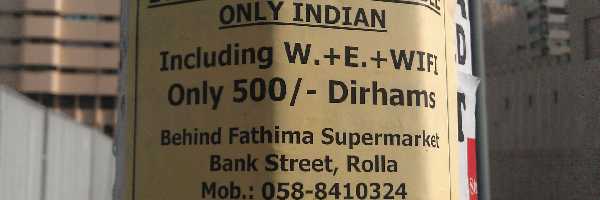 ONLY INDIAN
Including W.+E.+WIFI
Only 500/- Dirhams
Behind Fathima Supermarket
Bank Street, Rolla
Mob.: 058-8410324